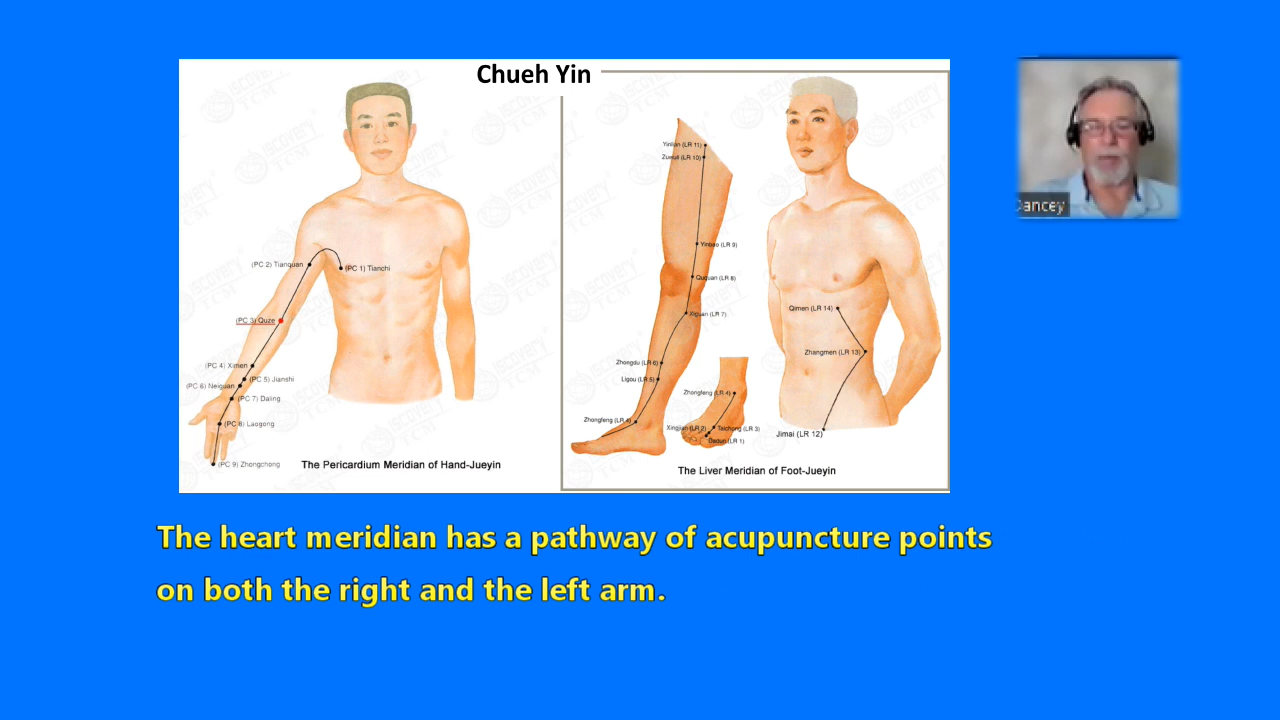 Chueh Yin
(PC 2) Tianquan
(PC 1) Tianchi
(PC 3) Quze
(PC 4) Ximen
(PC 5) Jianshi
(PC 6) Neiguan
(PC 7) Daling
(PC 8) Laogong
(PC 9) Zhongchong
The Pericardium Meridian of Hand-Jueyin
Yinlian (LR 11)
Zuwuli (LR 10)
Yinbao (LR 9)
Ququan (LR 8)
Xiguan (LR 7)
Zhongdu (LR 6)
Ligou (LR 5)
Zhongfeng (LR 4)
Zhongfeng (LR 4)
Xingjian (LR 2)
Taichong (LR 3)
Dadun (LR 1)
Qimen (LR 14)
Zhangmen (LR 13)
Jimai (LR 12)
The Liver Meridian of Foot-Jueyin
Dancey
The heart meridian has a pathway of acupuncture points
on both the right and the left arm.